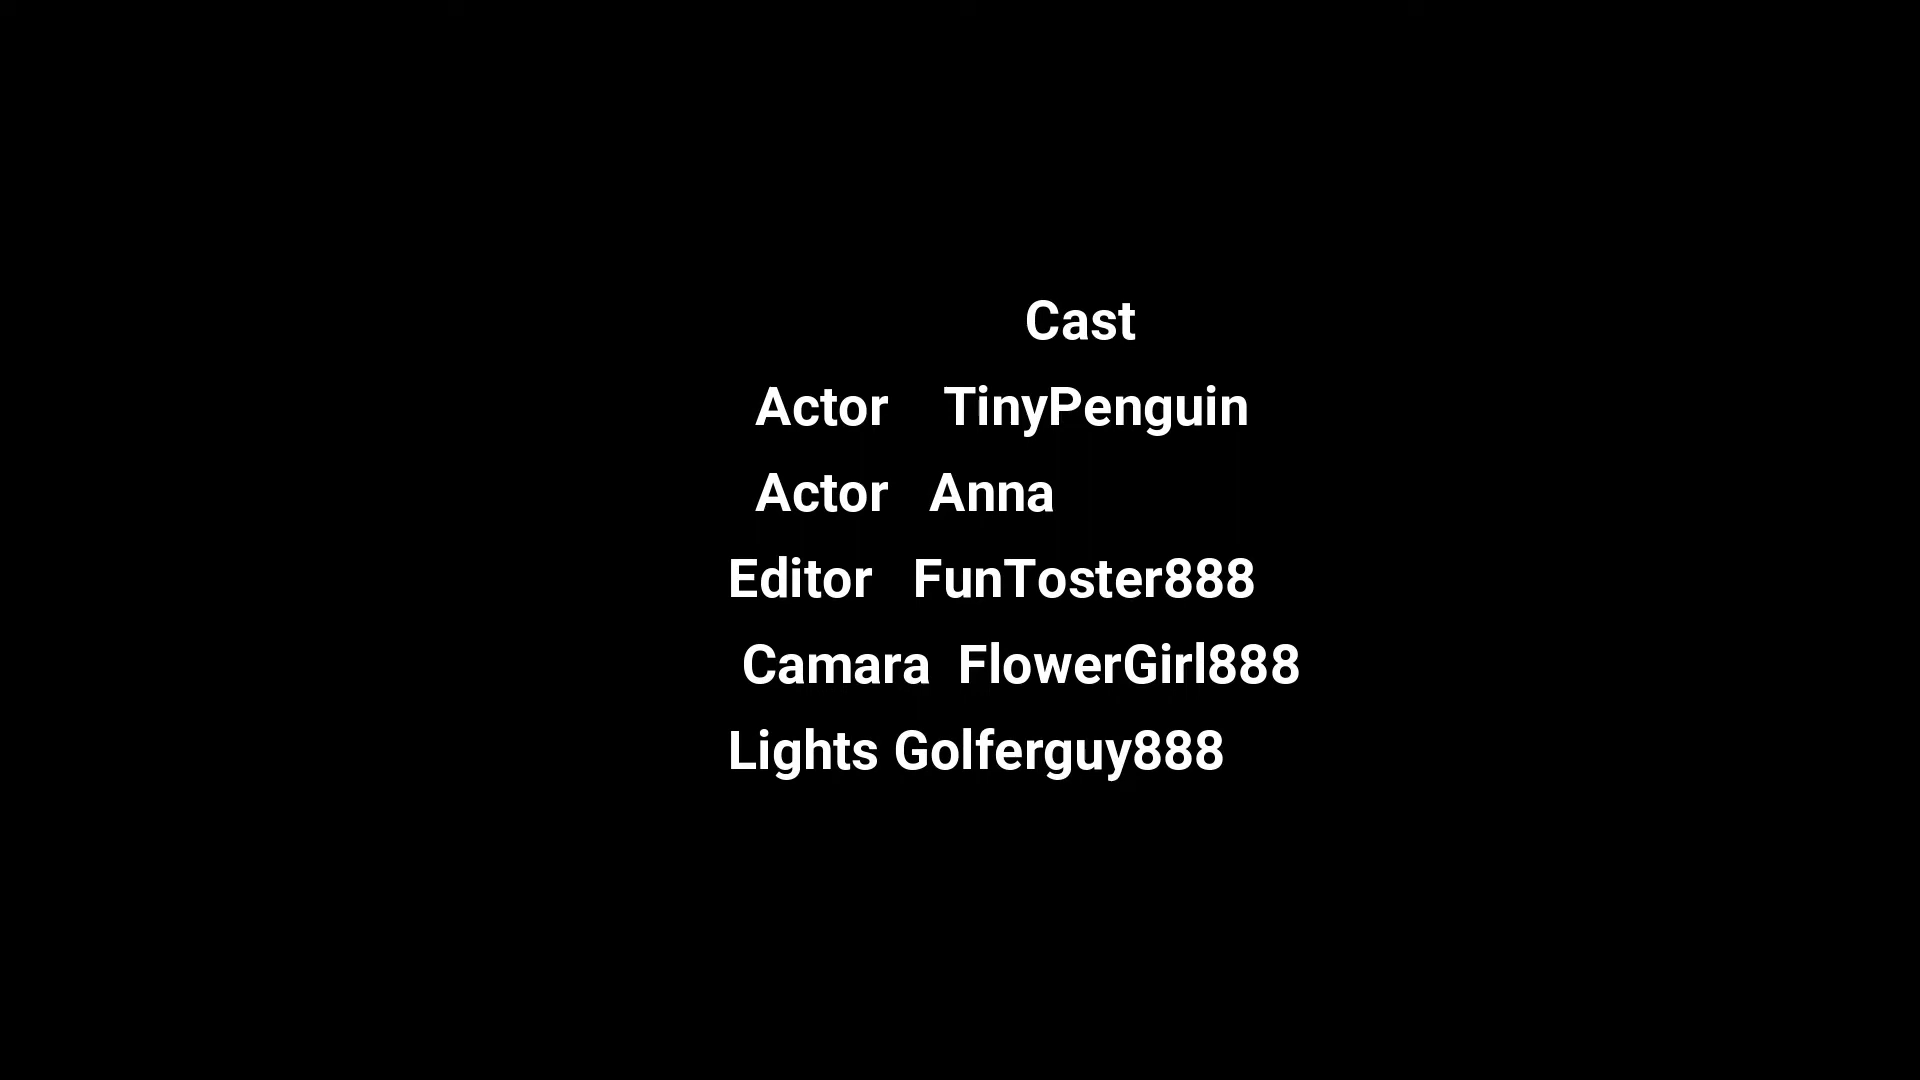 Cast
Actor TinyPenguin
Actor Anna
Editor FunToster888
Camara FlowerGirl888
Lights Golferguy888